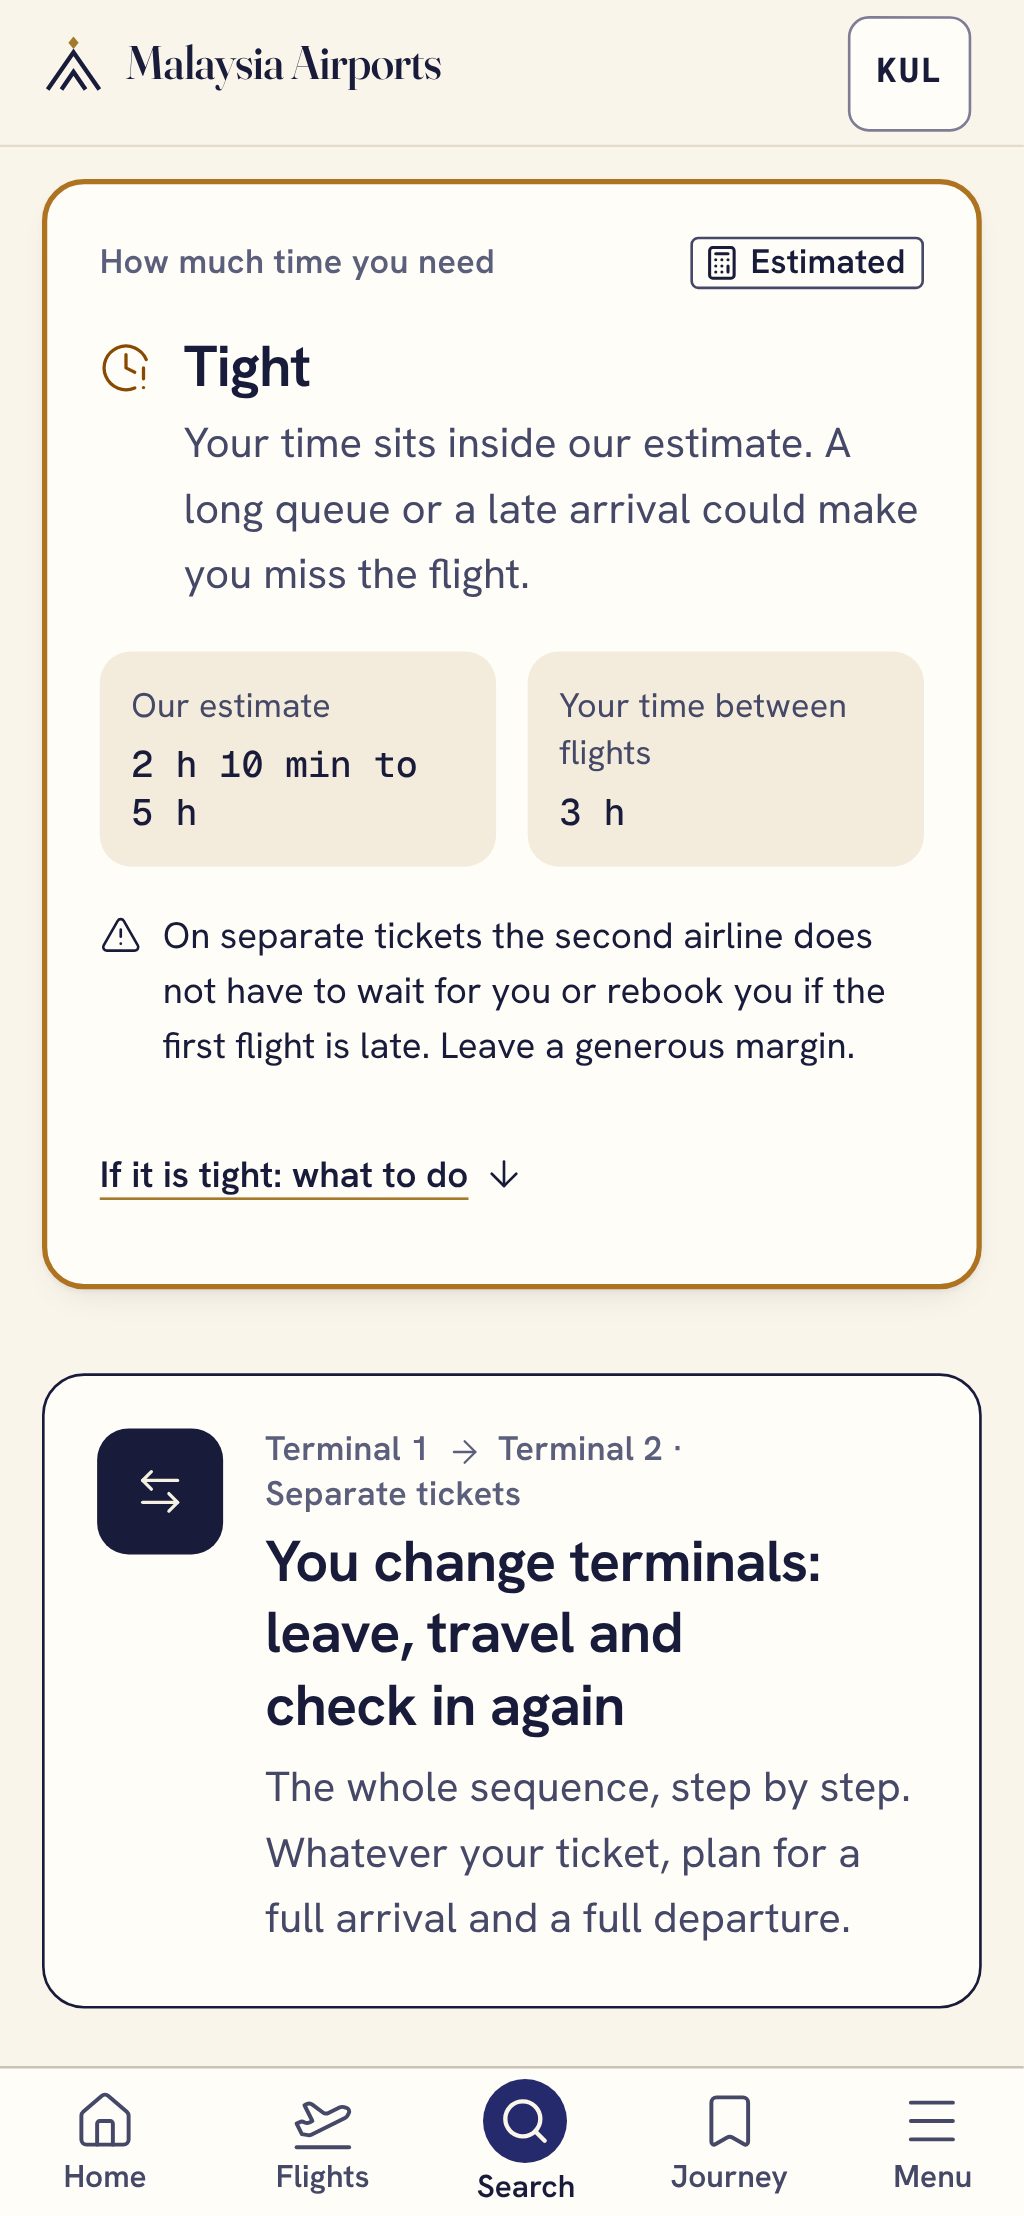 Malaysia Airports
KUL
How much time you need
Estimated
Tight
Your time sits inside our estimate. A
long queue or a late arrival could make
you miss the flight.
Our estimate
2 h 10 min to
5 h
Your time between
flights
3 h
On separate tickets the second airline does
not have to wait for you or rebook you if the
first flight is late. Leave a generous margin.
If it is tight: what to do ↓
Terminal 1 → Terminal 2 ·
Separate tickets
You change terminals:
leave, travel and
check in again
The whole sequence, step by step.
Whatever your ticket, plan for a
full arrival and a full departure.
Home
Flights
Search
Journey
Menu